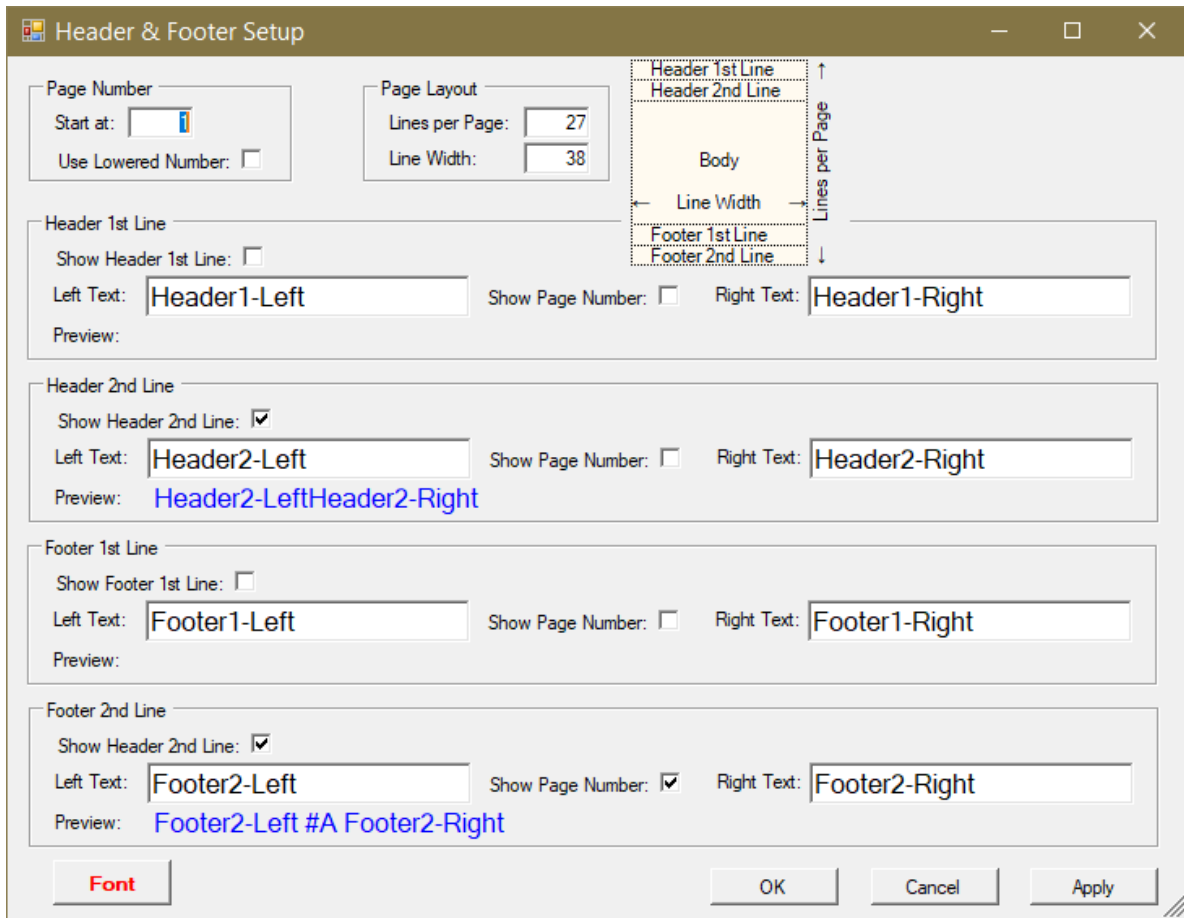 Header & Footer Setup
Page Number
Start at: 1
Use Lowered Number:
Page Layout
Lines per Page: 27
Line Width: 38
Header 1st Line
Header 2nd Line
Body
← Line Width →
Footer 1st Line
Footer 2nd Line
↑ Lines per Page ↓
Header 1st Line
Show Header 1st Line:
Left Text: Header1-Left Show Page Number: Right Text: Header1-Right
Preview:
Header 2nd Line
Show Header 2nd Line:
Left Text: Header2-Left Show Page Number: Right Text: Header2-Right
Preview: Header2-LeftHeader2-Right
Footer 1st Line
Show Footer 1st Line:
Left Text: Footer1-Left Show Page Number: Right Text: Footer1-Right
Preview:
Footer 2nd Line
Show Header 2nd Line:
Left Text: Footer2-Left Show Page Number: Right Text: Footer2-Right
Preview: Footer2-Left #A Footer2-Right
Font OK Cancel Apply